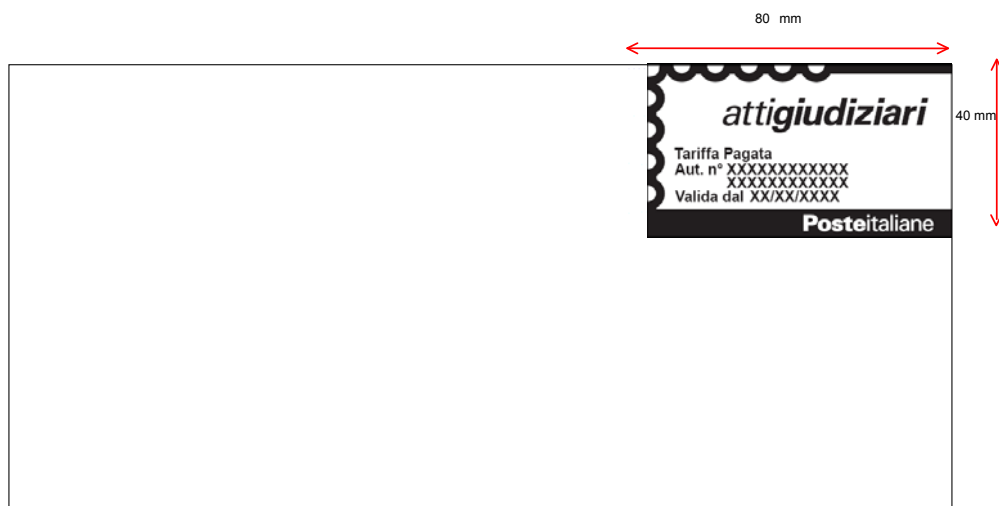 80 mm
40 mm
attigiudiziari
Tariffa Pagata
Aut. n° XXXXXXXXXXXX
XXXXXXXXXXXX
Valida dal XX/XX/XXXX
Posteitaliane